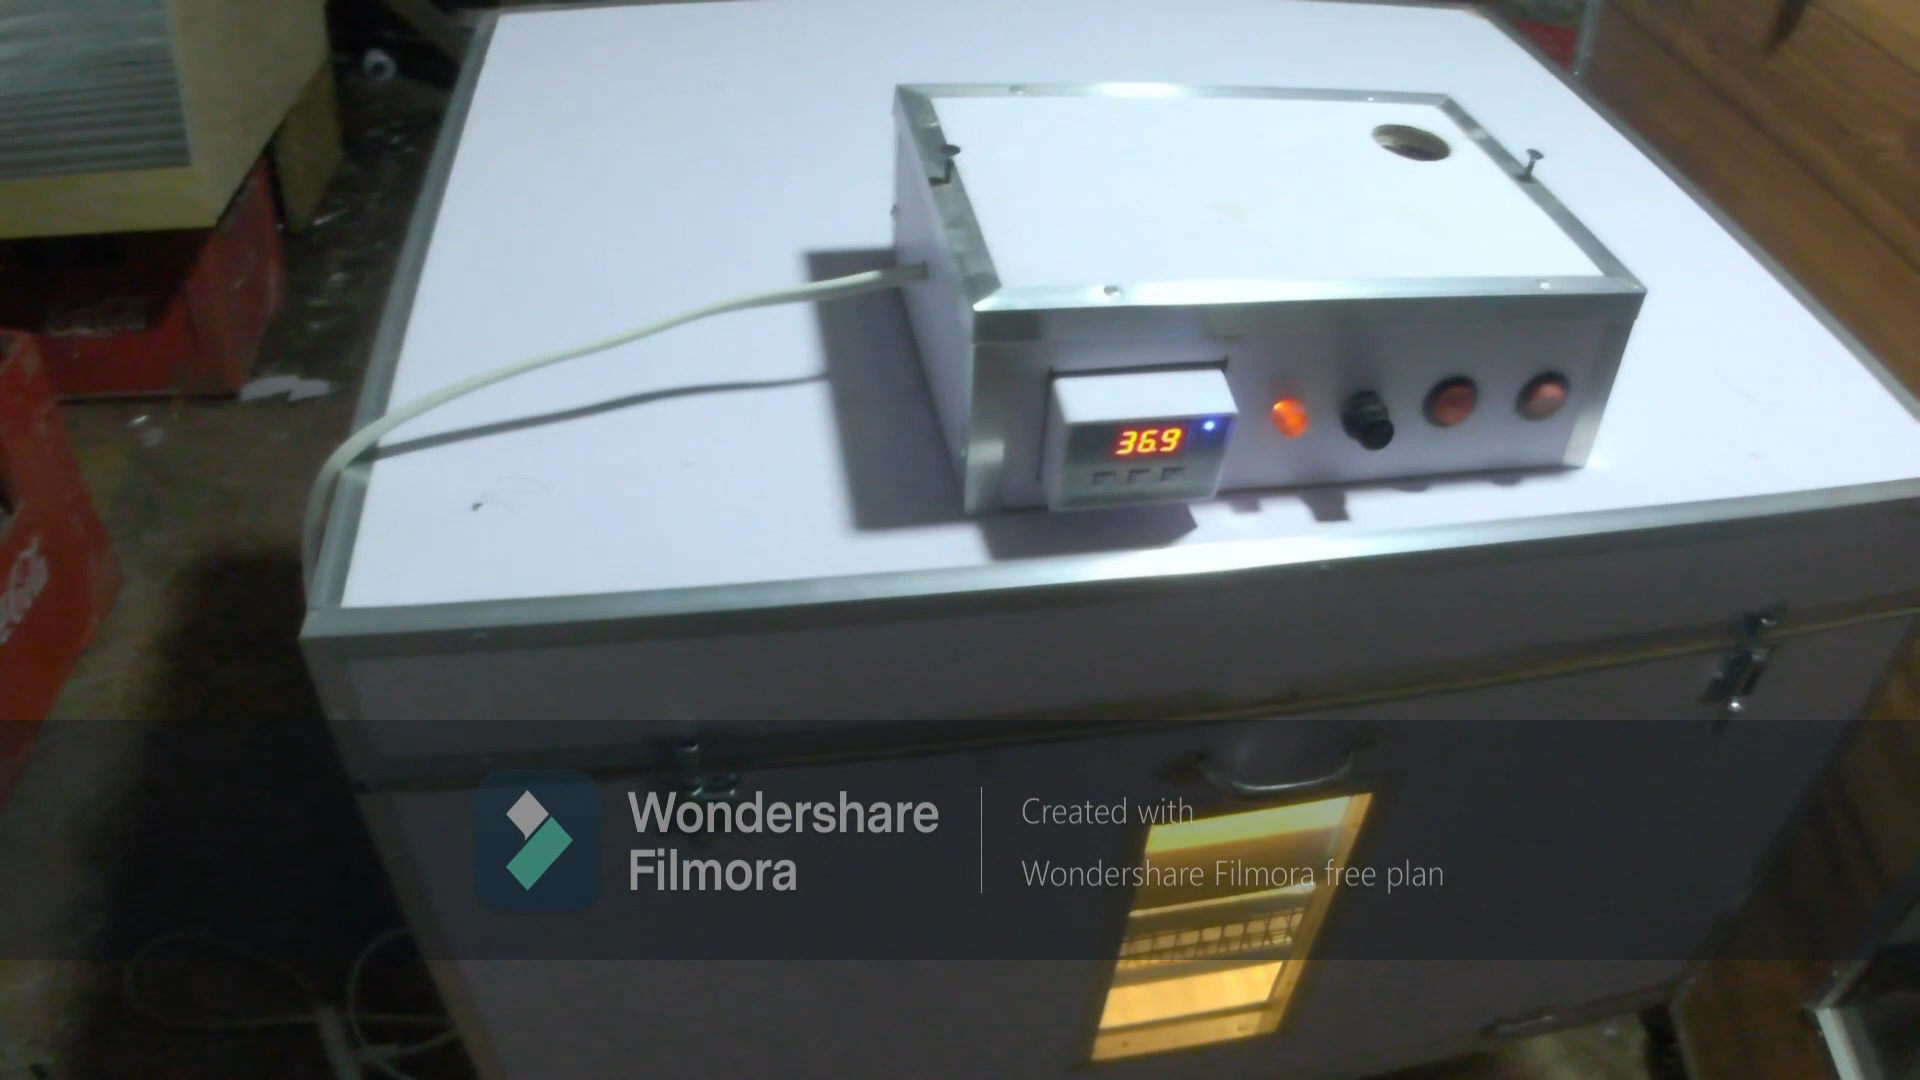 36.9
Wondershare
Filmora
Created with
Wondershare Filmora free plan